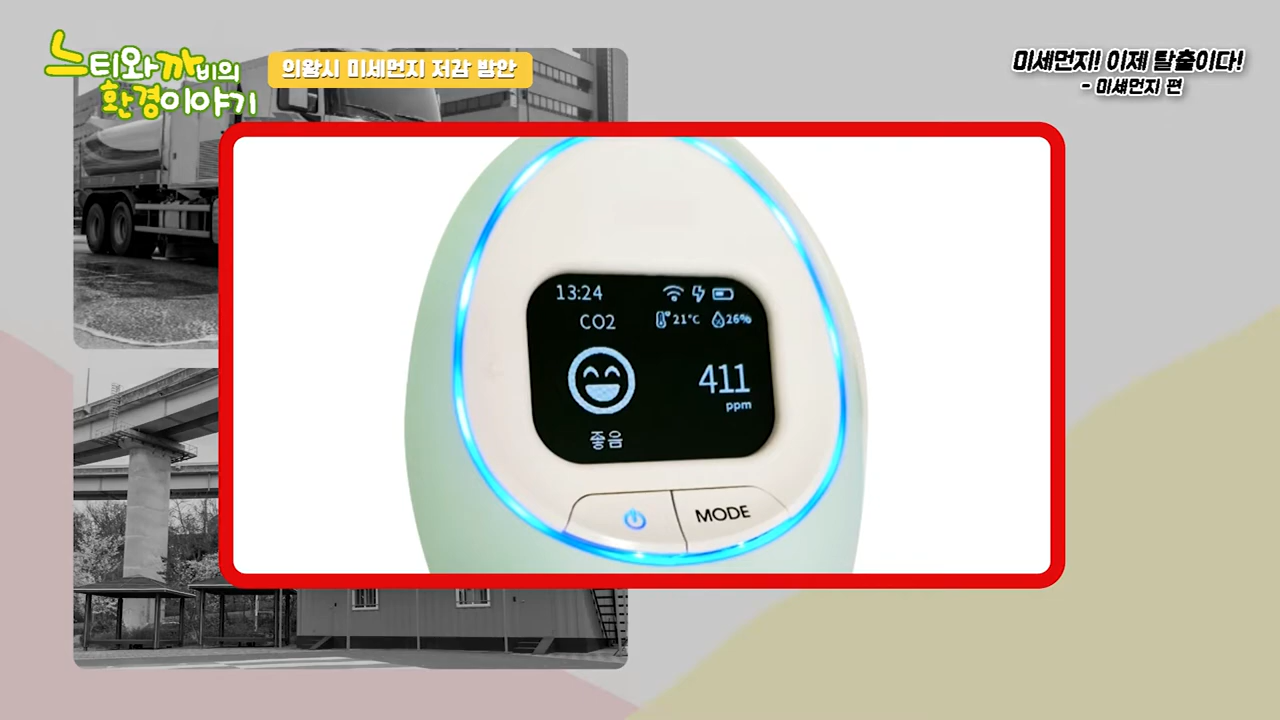 느티와까비의
환경이야기
의왕시 미세먼지 저감 방안
미세먼지! 이제 탈출이다!
- 미세먼지 편
13:24
CO2
21°C 26%
411
ppm
좋음
MODE